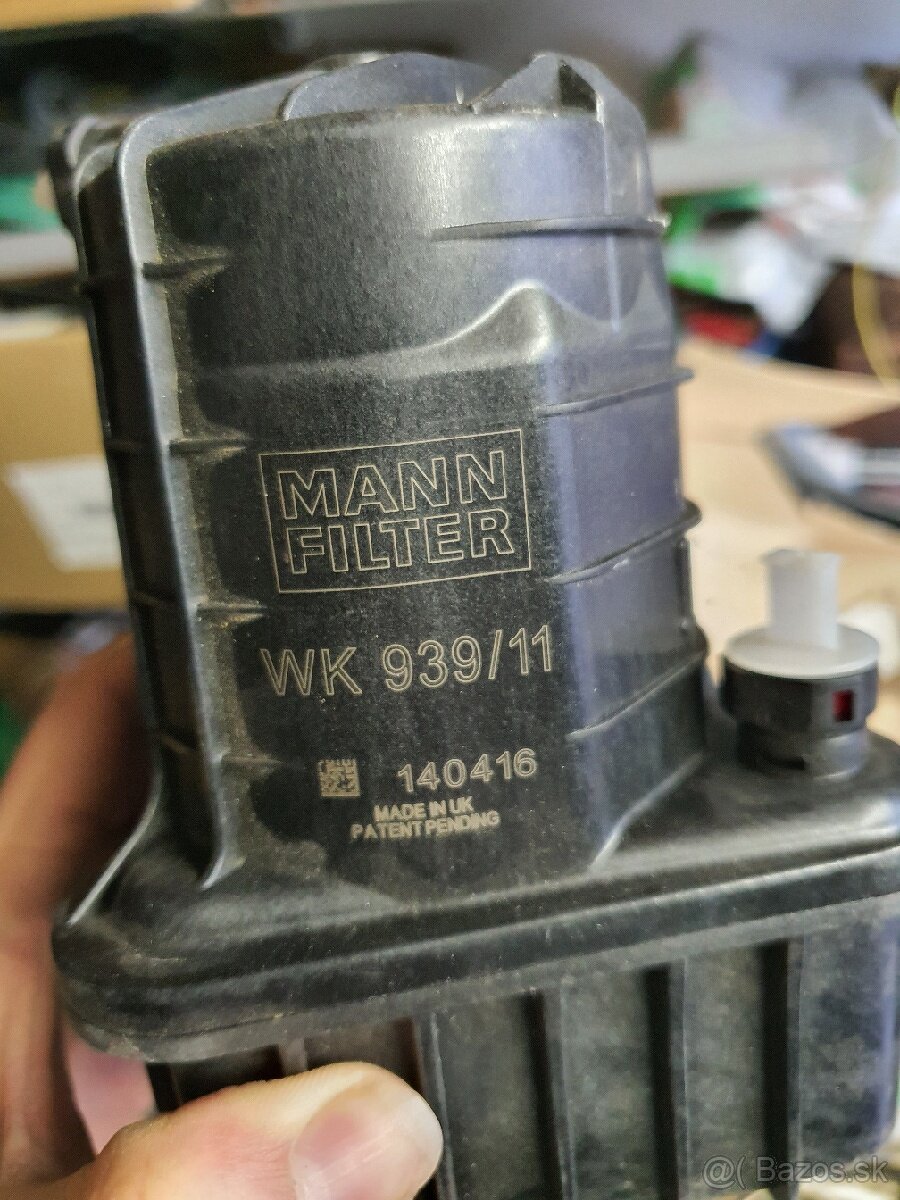 MANN
FILTER
WK 939/11
140416
MADE IN UK
PATENT PENDING
@( Bazos.sk